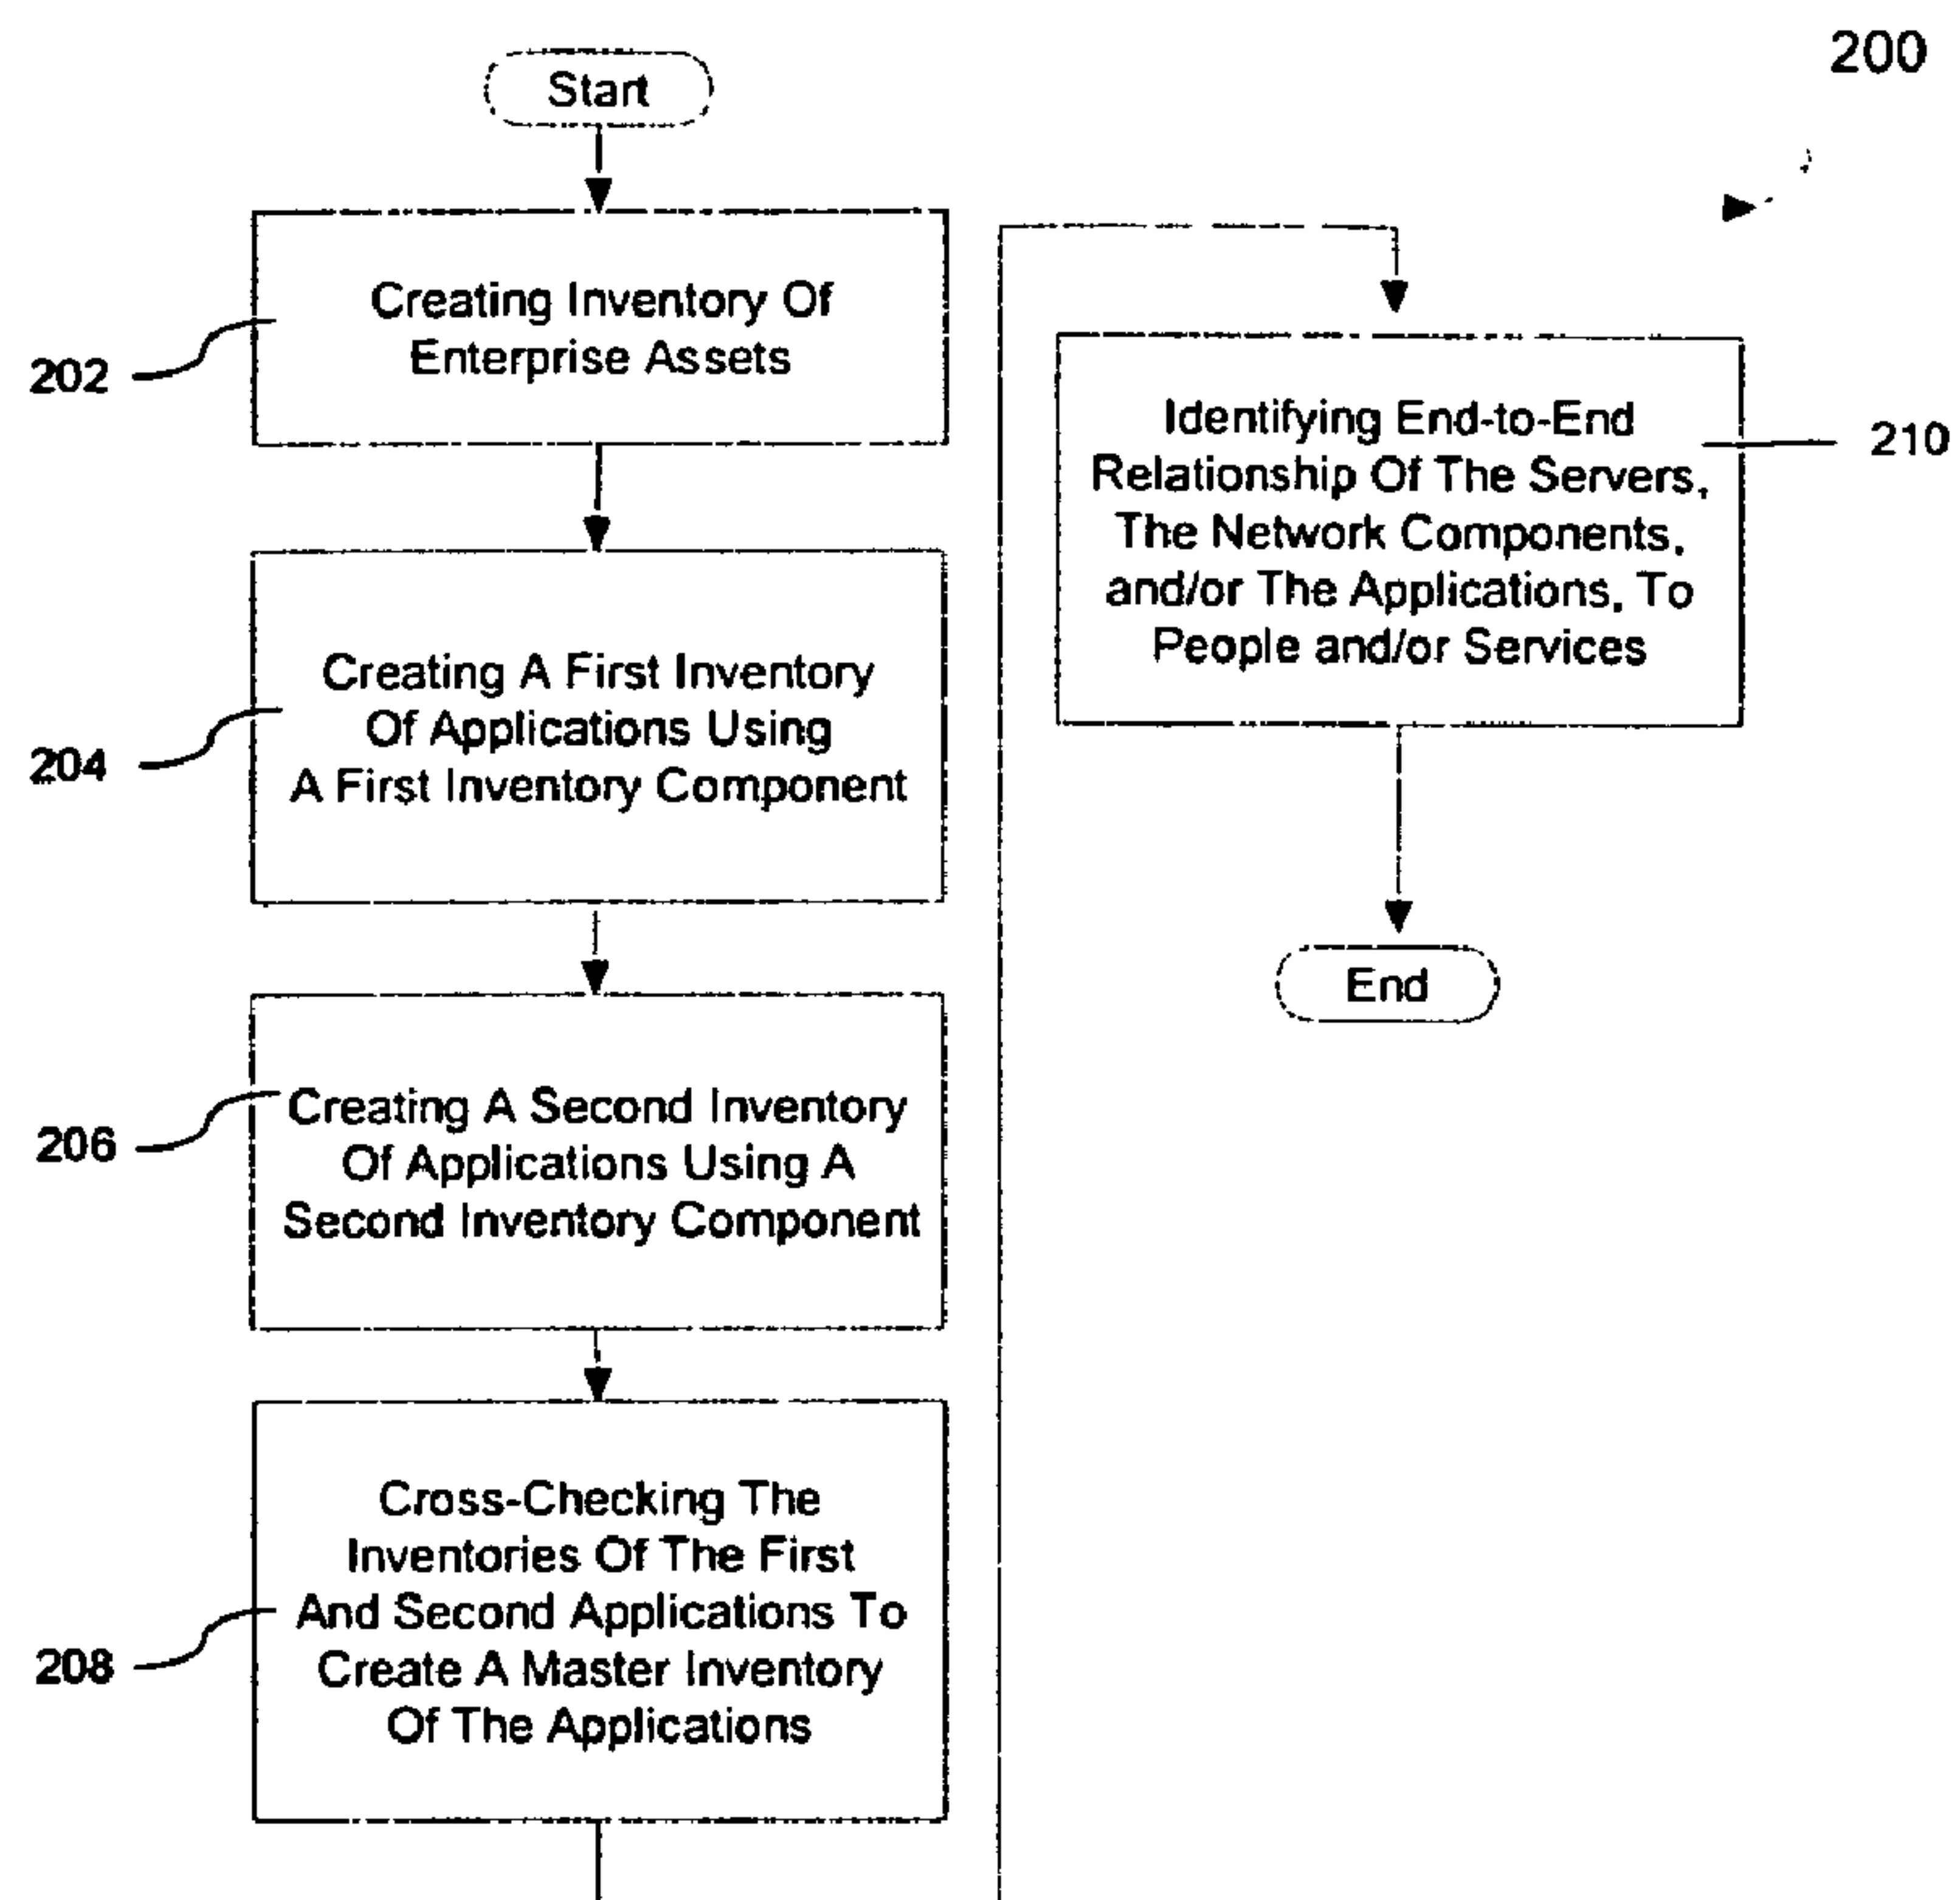 200
Start
Creating Inventory Of
Enterprise Assets
202
Creating A First Inventory
Of Applications Using
A First Inventory Component
204
Creating A Second Inventory
Of Applications Using A
Second Inventory Component
206
Cross-Checking The
Inventories Of The First
And Second Applications To
Create A Master Inventory
Of The Applications
208
Identifying End-to-End
Relationship Of The Servers,
The Network Components,
and/or The Applications, To
People and/or Services
210
End